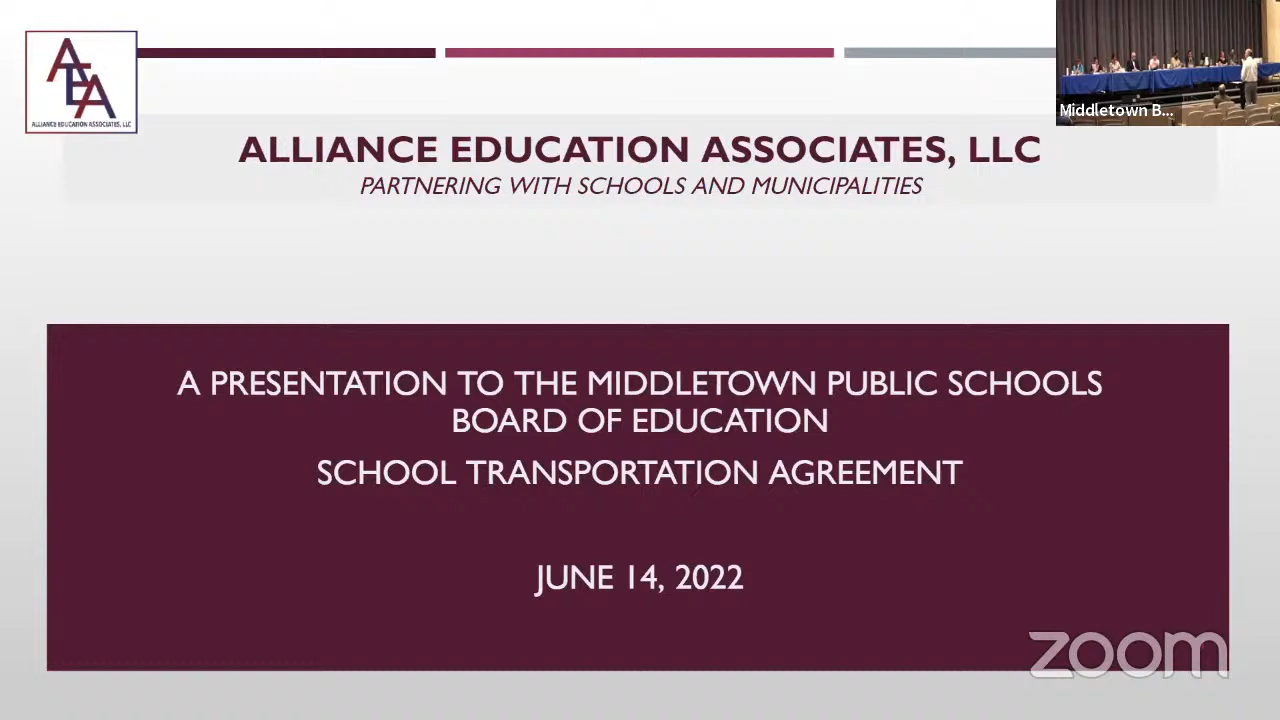 AEA
ALLIANCE EDUCATION ASSOCIATES, LLC
Middletown B...
ALLIANCE EDUCATION ASSOCIATES, LLC
PARTNERING WITH SCHOOLS AND MUNICIPALITIES
A PRESENTATION TO THE MIDDLETOWN PUBLIC SCHOOLS
BOARD OF EDUCATION
SCHOOL TRANSPORTATION AGREEMENT
JUNE 14, 2022
zoom